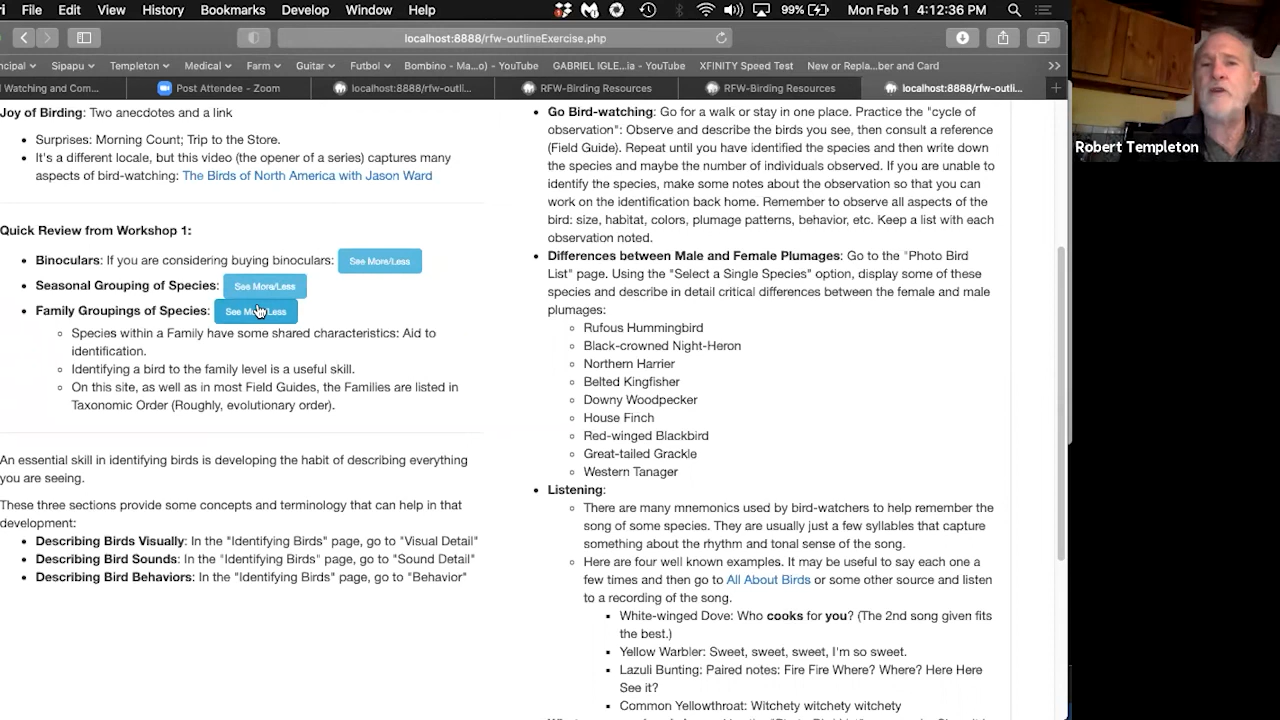 File Edit View History Bookmarks Develop Window Help 99% Mon Feb 1 4:12:36 PM
localhost:8888/rfw-outlineExercise.php
ncipal Sipapu Templeton Medical Farm Guitar Futbol Bombino - Ma...o) – YouTube GABRIEL IGLE...ia - YouTube XFINITY Speed Test New or Repla...ber and Card
Watching and Com... Post Attendee - Zoom localhost:8888/rfw-outli... RFW-Birding Resources RFW-Birding Resources localhost:8888/rfw-outli...
Joy of Birding: Two anecdotes and a link
Surprises: Morning Count; Trip to the Store.
It's a different locale, but this video (the opener of a series) captures many
aspects of bird-watching: The Birds of North America with Jason Ward
Quick Review from Workshop 1:
Binoculars: If you are considering buying binoculars: See More/Less
Seasonal Grouping of Species: See More/Less
Family Groupings of Species: See More/Less
Species within a Family have some shared characteristics: Aid to
identification.
Identifying a bird to the family level is a useful skill.
On this site, as well as in most Field Guides, the Families are listed in
Taxonomic Order (Roughly, evolutionary order).
An essential skill in identifying birds is developing the habit of describing everything
you are seeing.
These three sections provide some concepts and terminology that can help in that
development:
Describing Birds Visually: In the "Identifying Birds" page, go to "Visual Detail"
Describing Bird Sounds: In the "Identifying Birds" page, go to "Sound Detail"
Describing Bird Behaviors: In the "Identifying Birds" page, go to "Behavior"
Go Bird-watching: Go for a walk or stay in one place. Practice the "cycle of
observation": Observe and describe the birds you see, then consult a reference
(Field Guide). Repeat until you have identified the species and then write down
the species and maybe the number of individuals observed. If you are unable to
identify the species, make some notes about the observation so that you can
work on the identification back home. Remember to observe all aspects of the
bird: size, habitat, colors, plumage patterns, behavior, etc. Keep a list with each
observation noted.
Differences between Male and Female Plumages: Go to the "Photo Bird
List" page. Using the "Select a Single Species" option, display some of these
species and describe in detail critical differences between the female and male
plumages:
Rufous Hummingbird
Black-crowned Night-Heron
Northern Harrier
Belted Kingfisher
Downy Woodpecker
House Finch
Red-winged Blackbird
Great-tailed Grackle
Western Tanager
Listening:
There are many mnemonics used by bird-watchers to help remember the
song of some species. They are usually just a few syllables that capture
something about the rhythm and tonal sense of the song.
Here are four well known examples. It may be useful to say each one a
few times and then go to All About Birds or some other source and listen
to a recording of the song.
White-winged Dove: Who cooks for you? (The 2nd song given fits
the best.)
Yellow Warbler: Sweet, sweet, sweet, I'm so sweet.
Lazuli Bunting: Paired notes: Fire Fire Where? Where? Here Here
See it?
Common Yellowthroat: Witchety witchety witchety
Robert Templeton